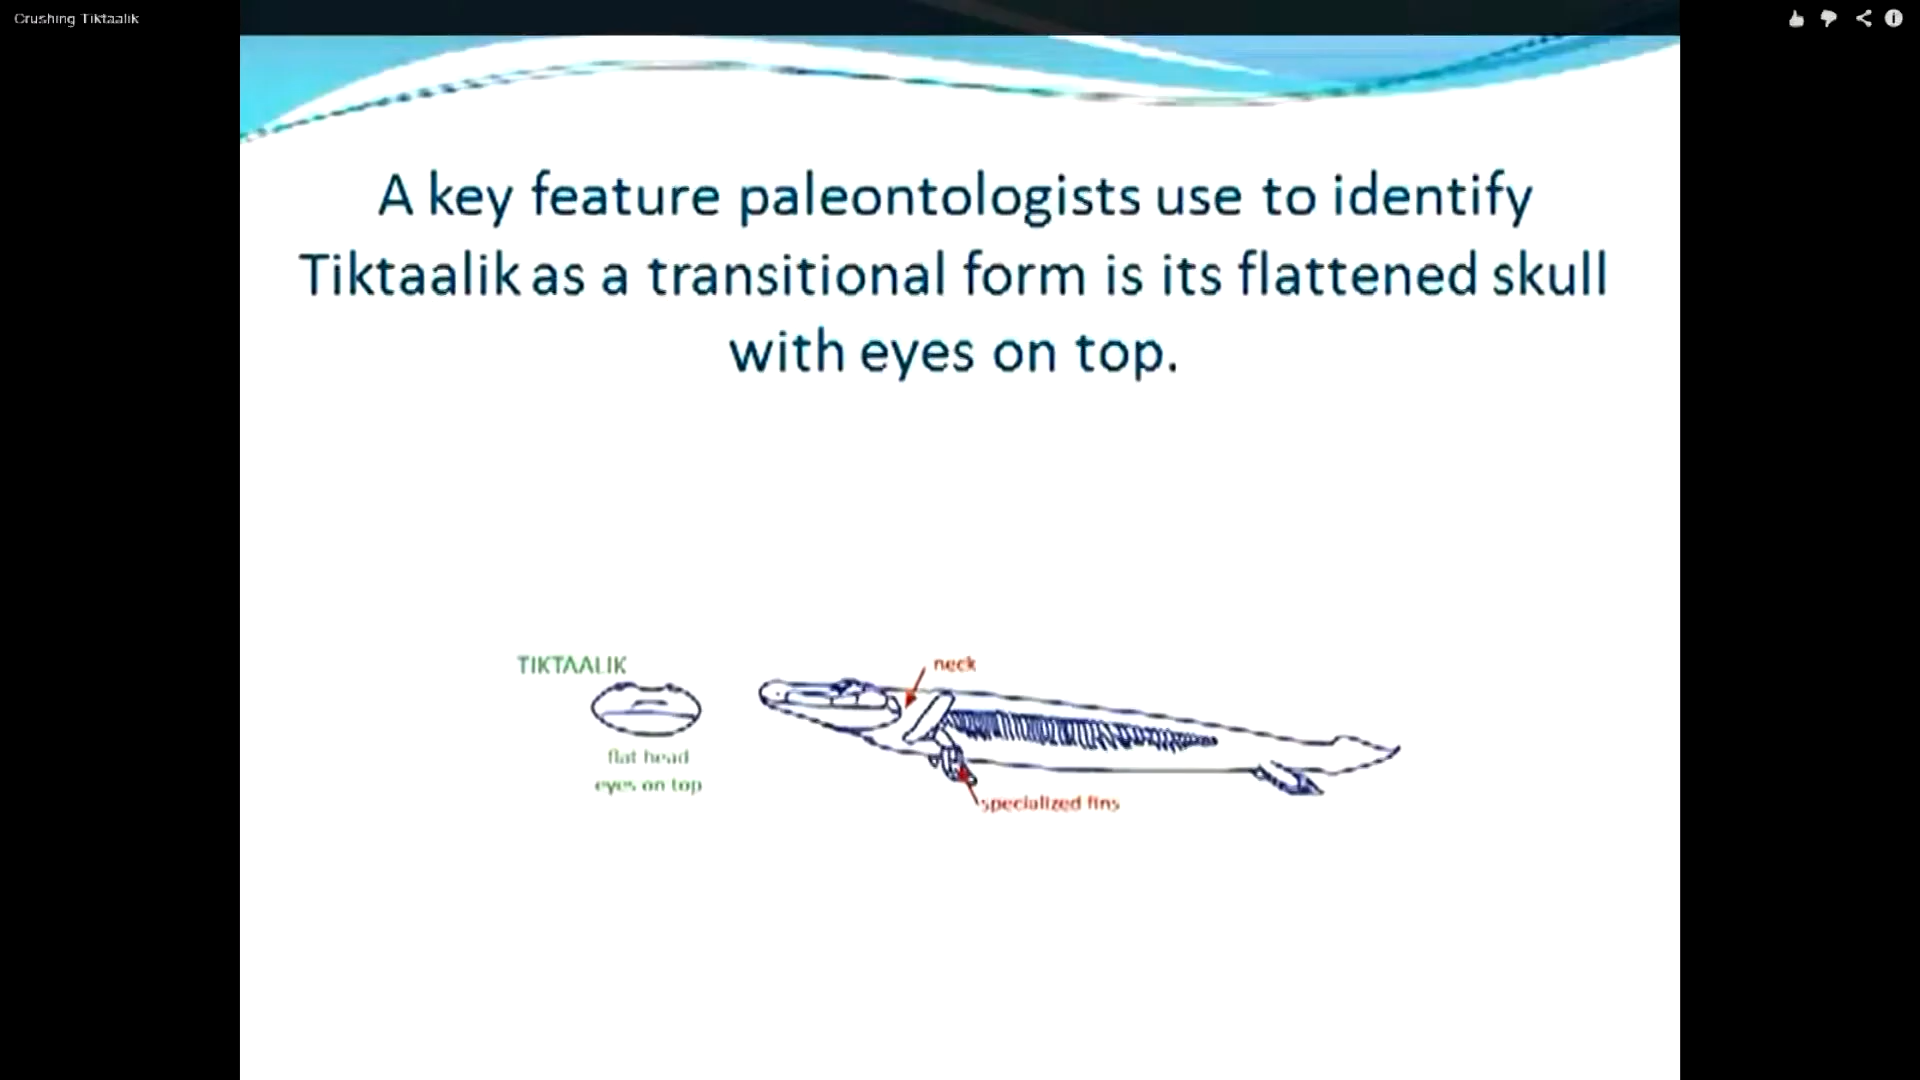 Crushing Tiktaalik
A key feature paleontologists use to identify
Tiktaalik as a transitional form is its flattened skull
with eyes on top.
TIKTAALIK
neck
flat head
eyes on top
specialized fins